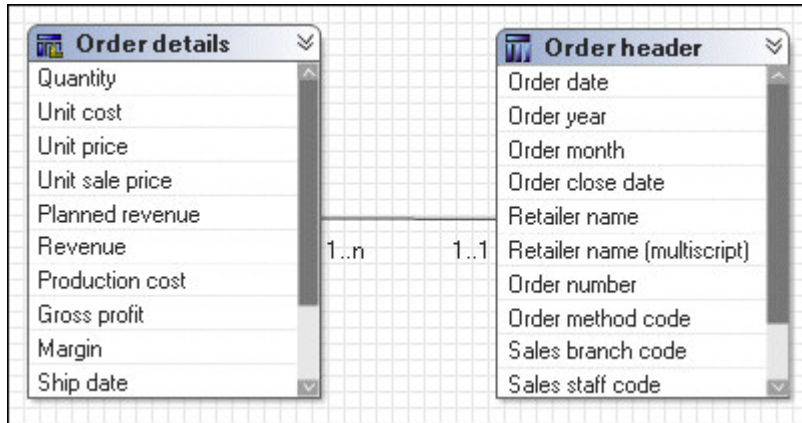 Order details
Quantity
Unit cost
Unit price
Unit sale price
Planned revenue
Revenue
Production cost
Gross profit
Margin
Ship date
1..n
1..1
Order header
Order date
Order year
Order month
Order close date
Retailer name
Retailer name (multiscript)
Order number
Order method code
Sales branch code
Sales staff code